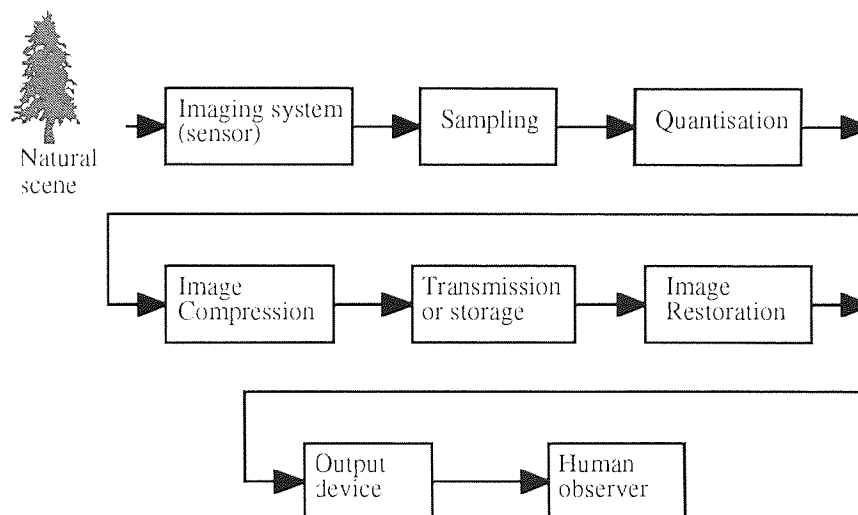 Natural
scene
Imaging system
(sensor)
Sampling
Quantisation
Image
Compression
Transmission
or storage
Image
Restoration
Output
device
Human
observer